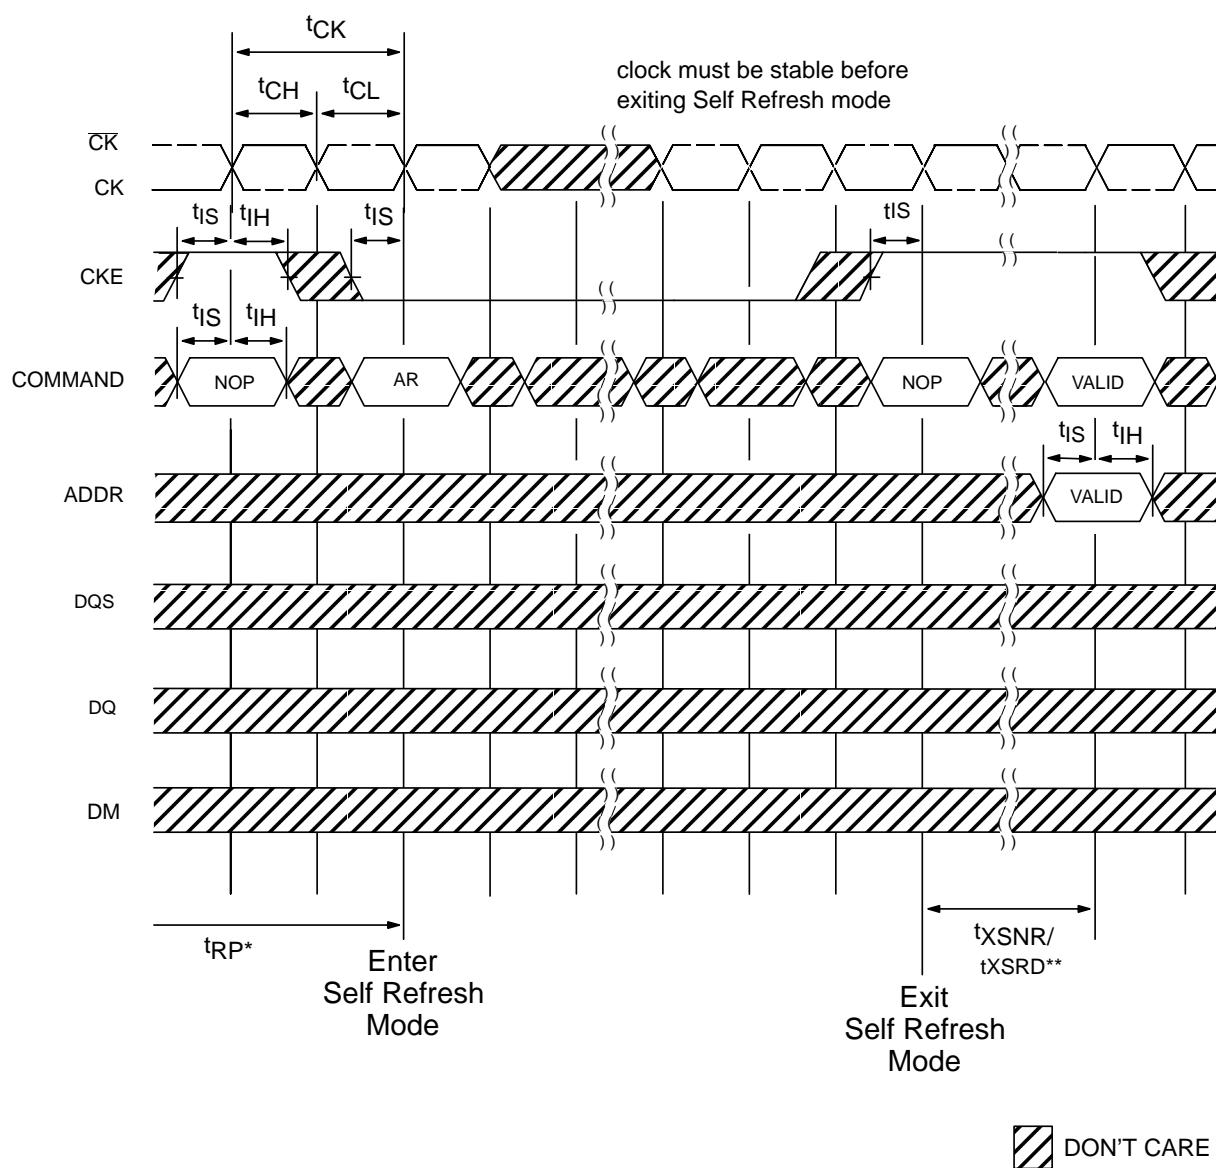 tCK
clock must be stable before
exiting Self Refresh mode
tCH
tCL
CK
CK
tIS
tIH
tIS
tIS
CKE
tIS
tIH
COMMAND
NOP
AR
NOP
VALID
tIS
tIH
ADDR
VALID
DQS
DQ
DM
tRP*
Enter
Self Refresh
Mode
tXSNR/
tXSRD**
Exit
Self Refresh
Mode
DON'T CARE